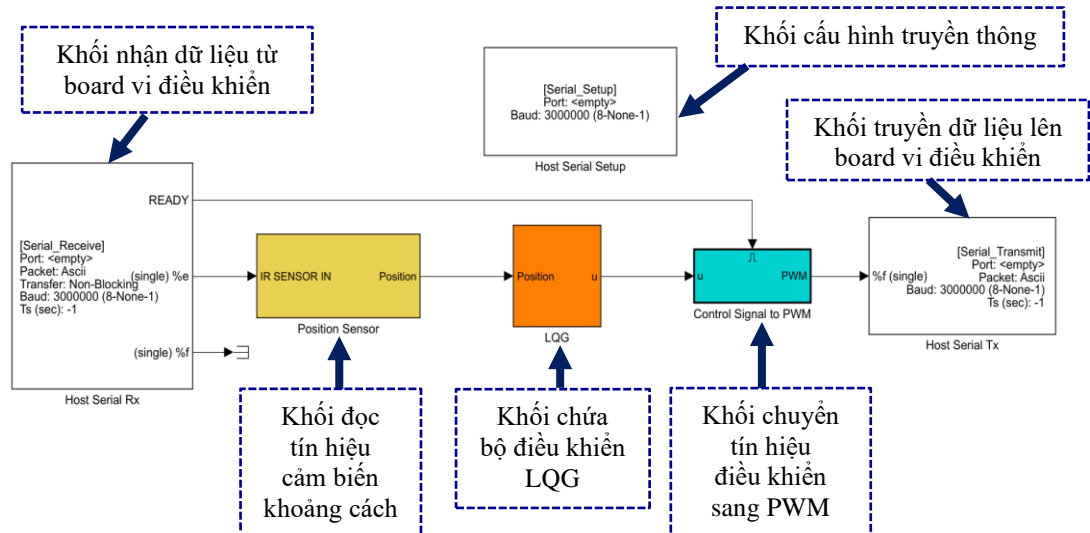 Khối nhận dữ liệu từ
board vi điều khiển
Khối cấu hình truyền thông
[Serial_Setup]
Port: <empty>
Baud: 3000000 (8-None-1)
Host Serial Setup
Khối truyền dữ liệu lên
board vi điều khiển
READY
[Serial_Receive]
Port: <empty>
Packet: Ascii
Transfer: Non-Blocking
Baud: 3000000 (8-None-1)
Ts (sec): -1
(single) %e
(single) %f
Host Serial Rx
IR SENSOR IN
Position
Position Sensor
Position
u
LQG
u
PWM
Control Signal to PWM
%f (single)
[Serial_Transmit]
Port: <empty>
Packet: Ascii
Baud: 3000000 (8-None-1)
Ts (sec): -1
Host Serial Tx
Khối đọc
tín hiệu
cảm biến
khoảng cách
Khối chứa
bộ điều khiển
LQG
Khối chuyển
tín hiệu
điều khiển
sang PWM